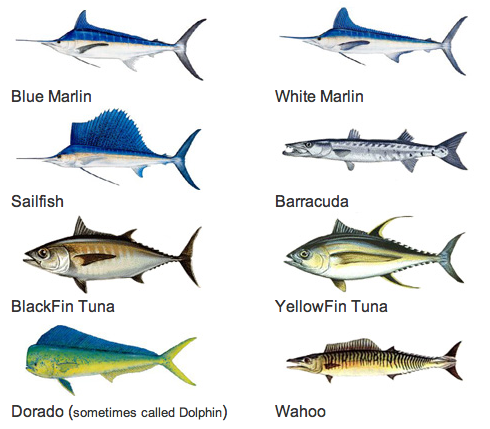 Blue Marlin
White Marlin
Sailfish
Barracuda
BlackFin Tuna
YellowFin Tuna
Dorado (sometimes called Dolphin)
Wahoo